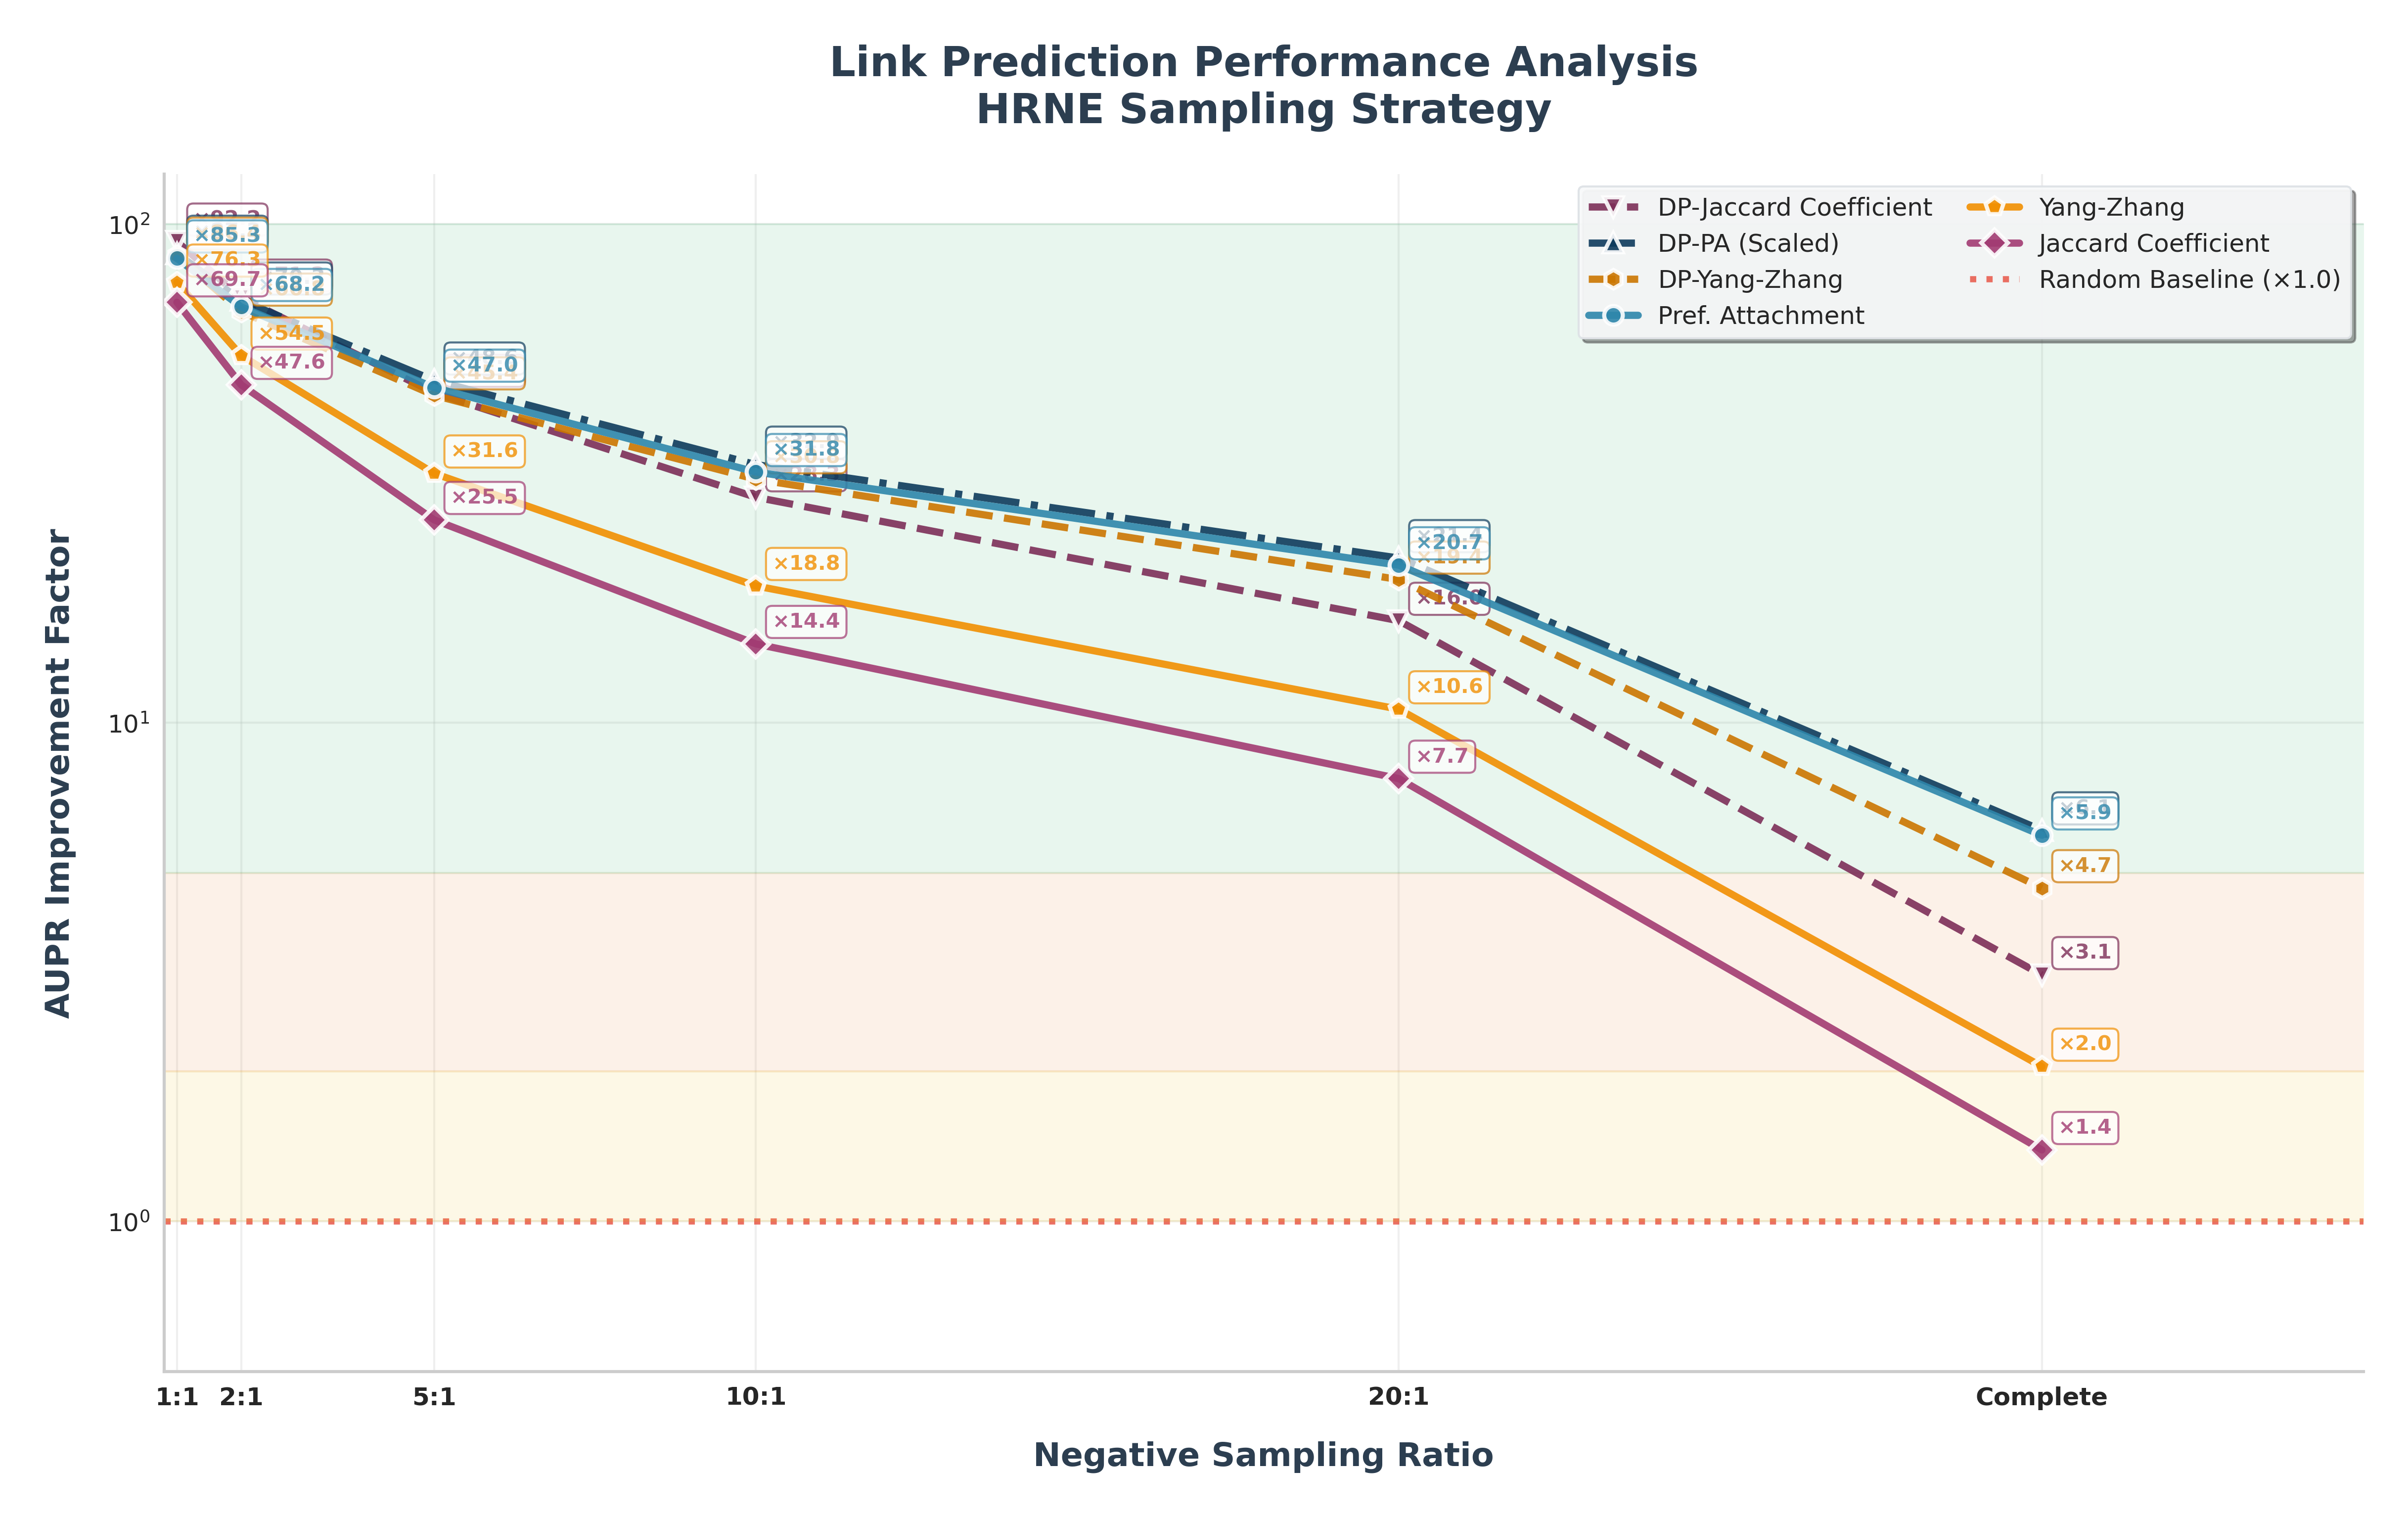 Link Prediction Performance Analysis
HRNE Sampling Strategy
DP-Jaccard Coefficient
DP-PA (Scaled)
DP-Yang-Zhang
Pref. Attachment
Yang-Zhang
Jaccard Coefficient
Random Baseline (×1.0)
AUPR Improvement Factor
10²
10¹
10⁰
×85.3
×76.3
×69.7
×68.2
×54.5
×47.6
×47.0
×31.6
×25.5
×31.8
×18.8
×14.4
×20.7
×19.4
×16.0
×10.6
×7.7
×5.9
×4.7
×3.1
×2.0
×1.4
1:1 2:1 5:1 10:1 20:1 Complete
Negative Sampling Ratio